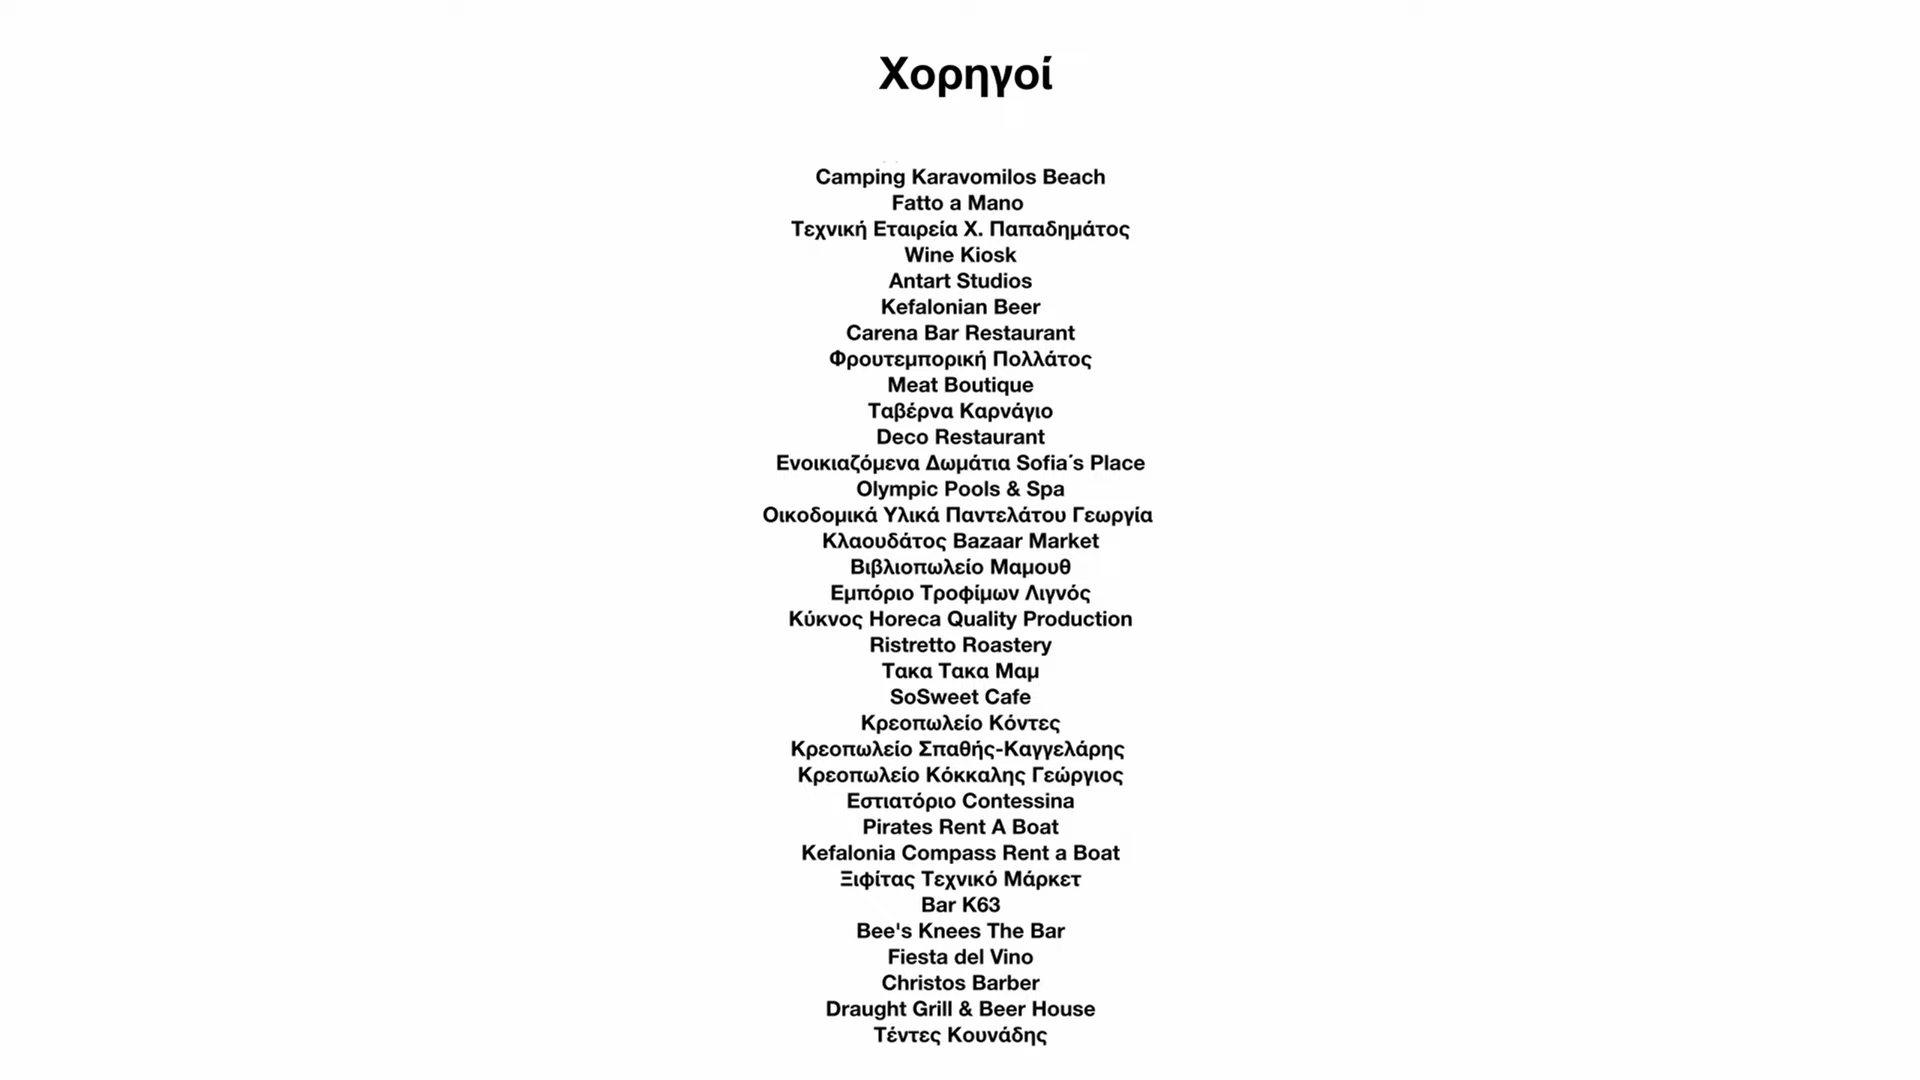 Χορηγοί
Camping Karavomilos Beach
Fatto a Mano
Τεχνική Εταιρεία Χ. Παπαδημάτος
Wine Kiosk
Antart Studios
Kefalonian Beer
Carena Bar Restaurant
Φρουτεμπορική Πολλάτος
Meat Boutique
Ταβέρνα Καρνάγιο
Deco Restaurant
Ενοικιαζόμενα Δωμάτια Sofia´s Place
Olympic Pools & Spa
Οικοδομικά Υλικά Παντελάτου Γεωργία
Κλαουδάτος Bazaar Market
Βιβλιοπωλείο Μαμουθ
Εμπόριο Τροφίμων Λιγνός
Κύκνος Horeca Quality Production
Ristretto Roastery
Τακα Τακα Μαμ
SoSweet Cafe
Κρεοπωλείο Κόντες
Κρεοπωλείο Σπαθής-Καγγελάρης
Κρεοπωλείο Κόκκαλης Γεώργιος
Εστιατόριο Contessina
Pirates Rent A Boat
Kefalonia Compass Rent a Boat
Ξιφίτας Τεχνικό Μάρκετ
Bar K63
Bee's Knees The Bar
Fiesta del Vino
Christos Barber
Draught Grill & Beer House
Τέντες Κουνάδης